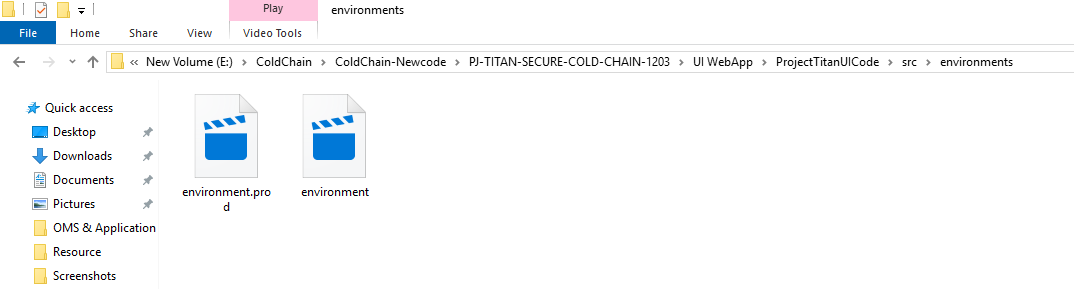 Play
environments
File
Home
Share
View
Video Tools
New Volume (E:)
ColdChain
ColdChain-Newcode
PJ-TITAN-SECURE-COLD-CHAIN-1203
UI WebApp
ProjectTitanUICode
src
environments
Quick access
Desktop
Downloads
Documents
Pictures
OMS & Application
Resource
Screenshots
environment.pro
d
environment